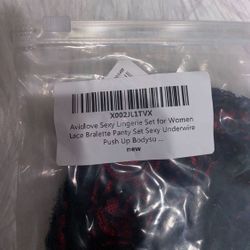 X002JL1TVX
Avidlove Sexy Lingerie Set for Women
Lace Bralette Panty Set Sexy Underwire
Push Up Bodysu ...
new